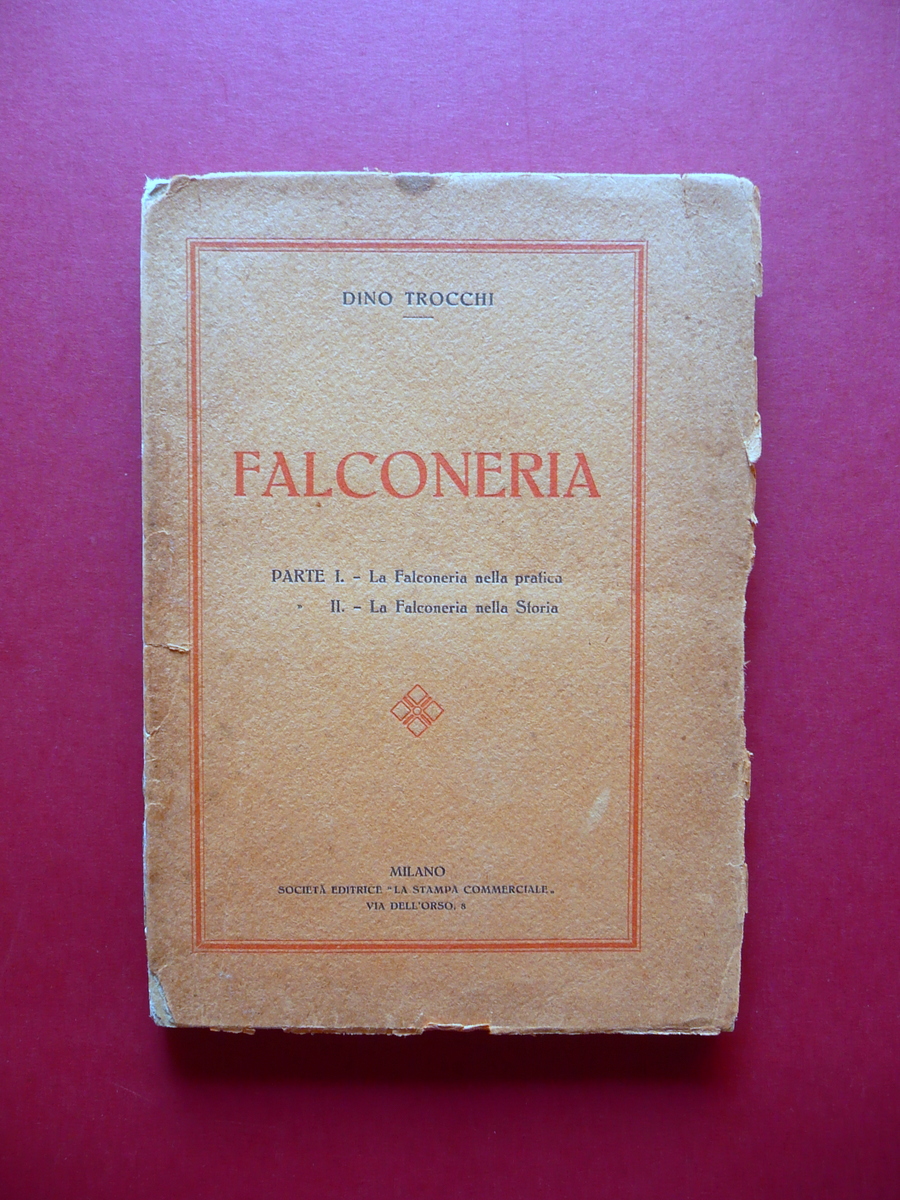 DINO TROCCHI
FALCONERIA
PARTE I. - La Falconeria nella pratica
" II. - La Falconeria nella Storia
MILANO
SOCIETÀ EDITRICE "LA STAMPA COMMERCIALE„
VIA DELL'ORSO, 8